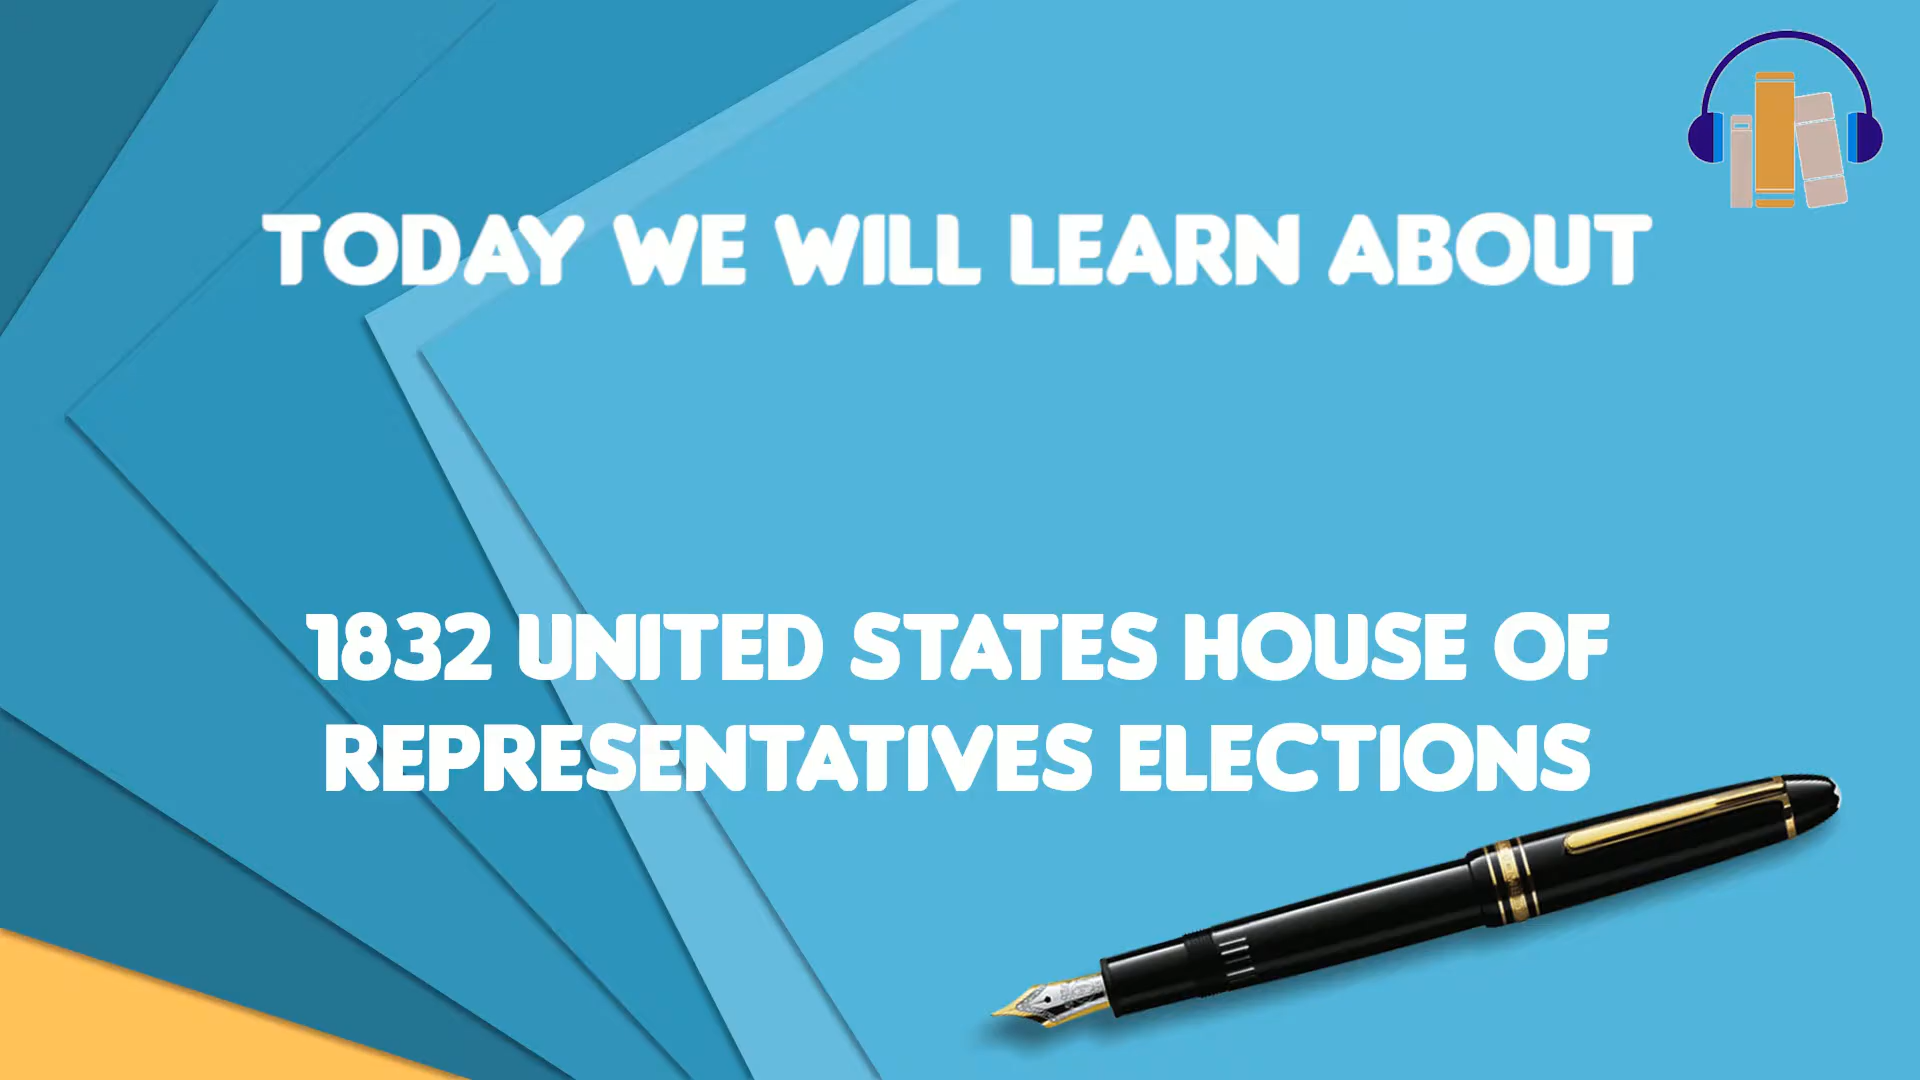 TODAY WE WILL LEARN ABOUT
1832 UNITED STATES HOUSE OF
REPRESENTATIVES ELECTIONS